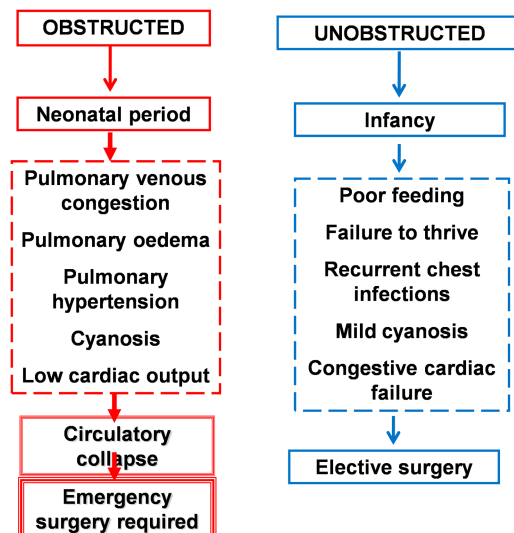 OBSTRUCTED
Neonatal period
Pulmonary venous
congestion
Pulmonary oedema
Pulmonary
hypertension
Cyanosis
Low cardiac output
Circulatory
collapse
Emergency
surgery required
UNOBSTRUCTED
Infancy
Poor feeding
Failure to thrive
Recurrent chest
infections
Mild cyanosis
Congestive cardiac
failure
Elective surgery